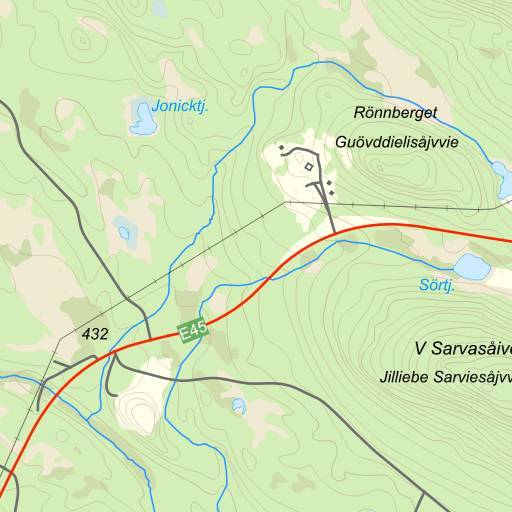 Jonicktj.
Rönnberget
Guövddielisåjvvie
Sörtj.
E45
432
V Sarvasåive
Jilliebe Sarviesåjvv